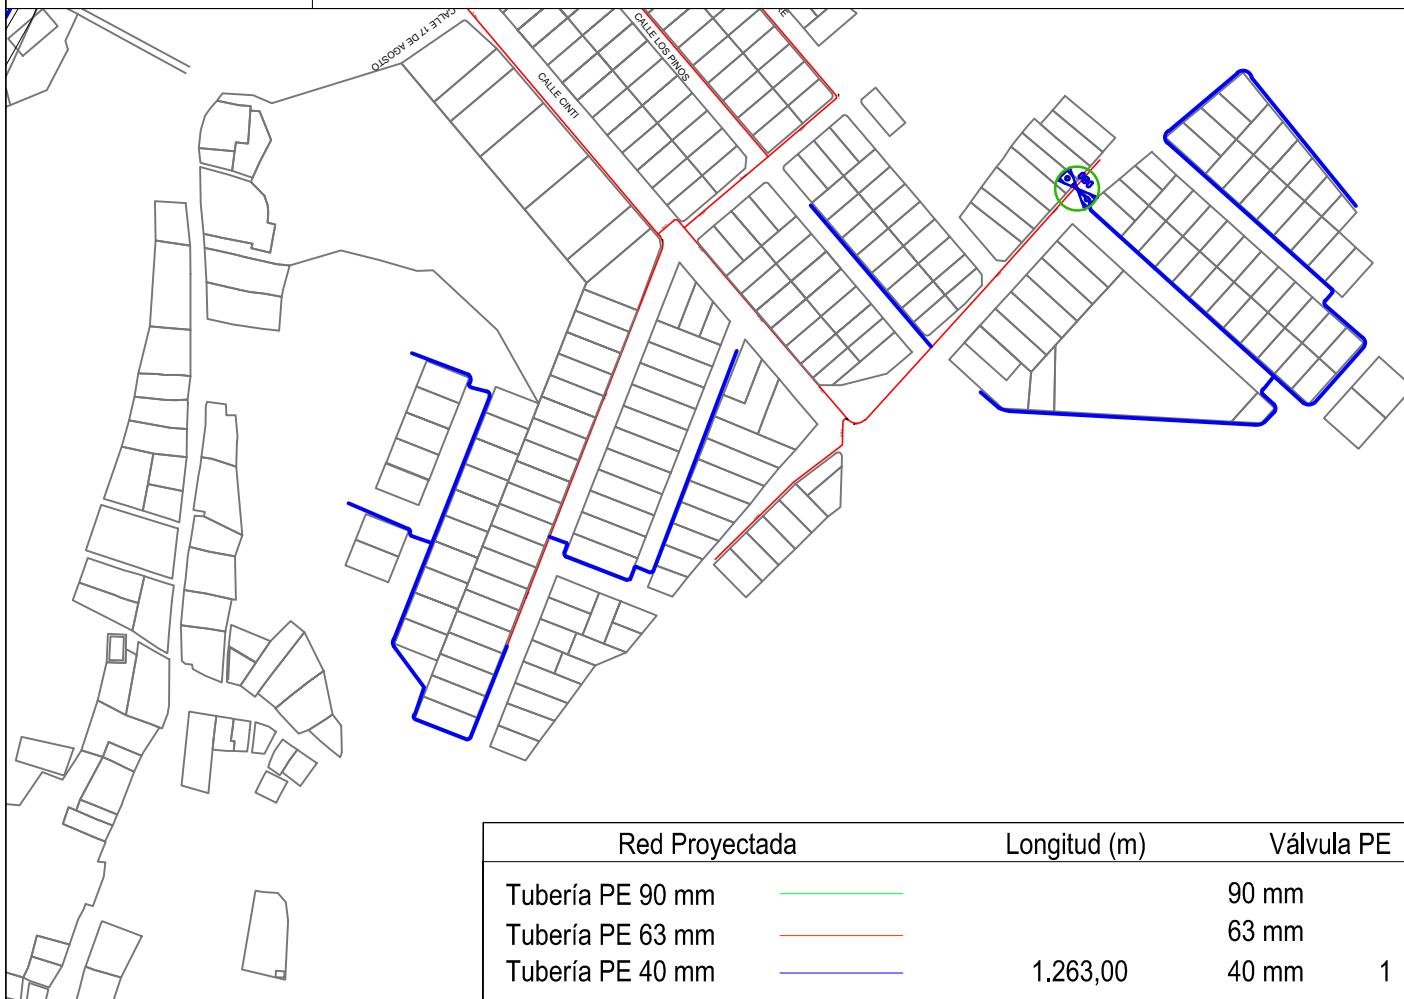 CALLE 17 DE AGOSTO
CALLE CINTI
CALLE LOS PINOS
Red Proyectada Longitud (m) Válvula PE
Tubería PE 90 mm 90 mm
Tubería PE 63 mm 63 mm
Tubería PE 40 mm 1.263,00 40 mm 1